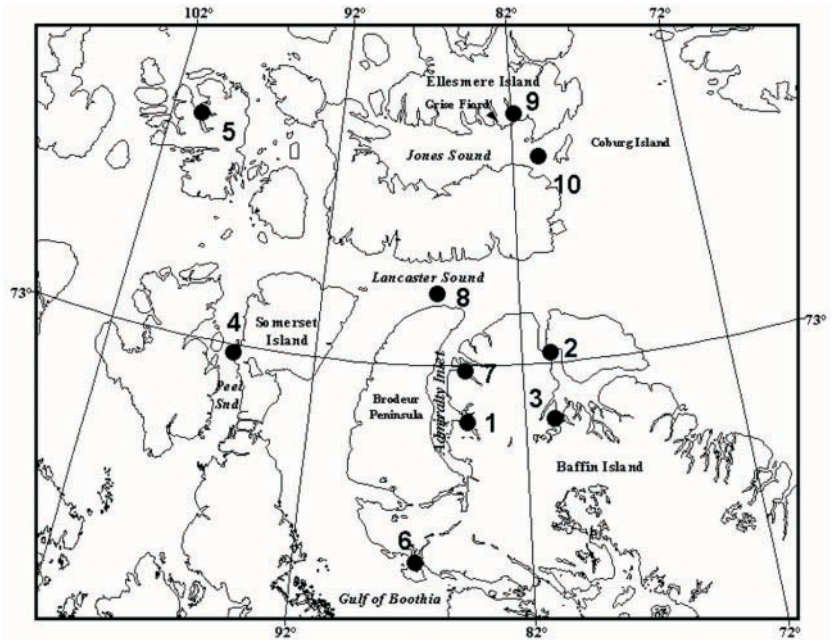 102°
92°
82°
72°
Ellesmere Island
Grise Fiord
9
5
Coburg Island
Jones Sound
10
Lancaster Sound
73°
8
73°
4
Somerset
Island
2
Peel
Snd
7
Admiralty Inlet
Brodeur
Peninsula
3
1
Baffin Island
6
Gulf of Boothia
92°
82°
72°